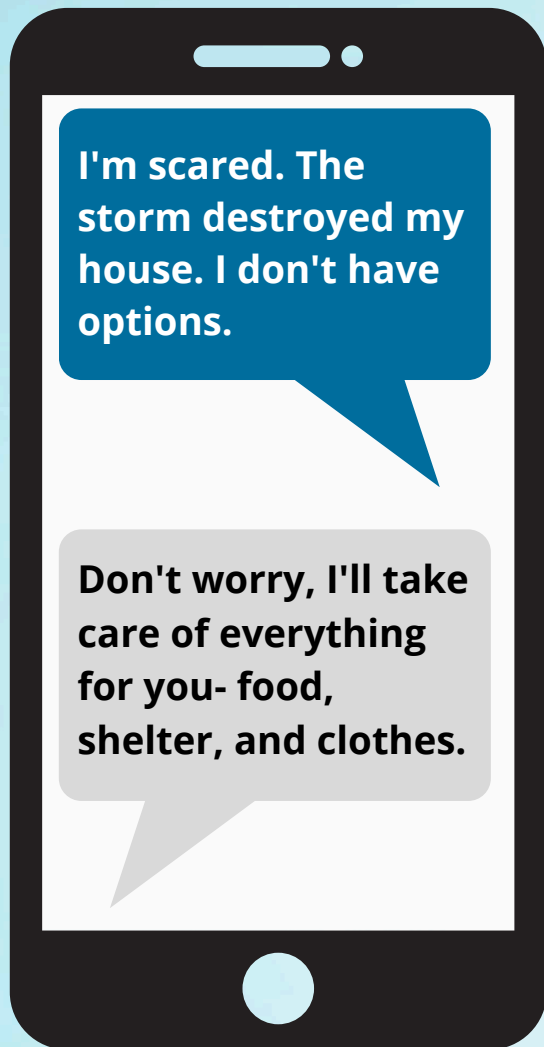 I'm scared. The
storm destroyed my
house. I don't have
options.
Don't worry, I'll take
care of everything
for you- food,
shelter, and clothes.